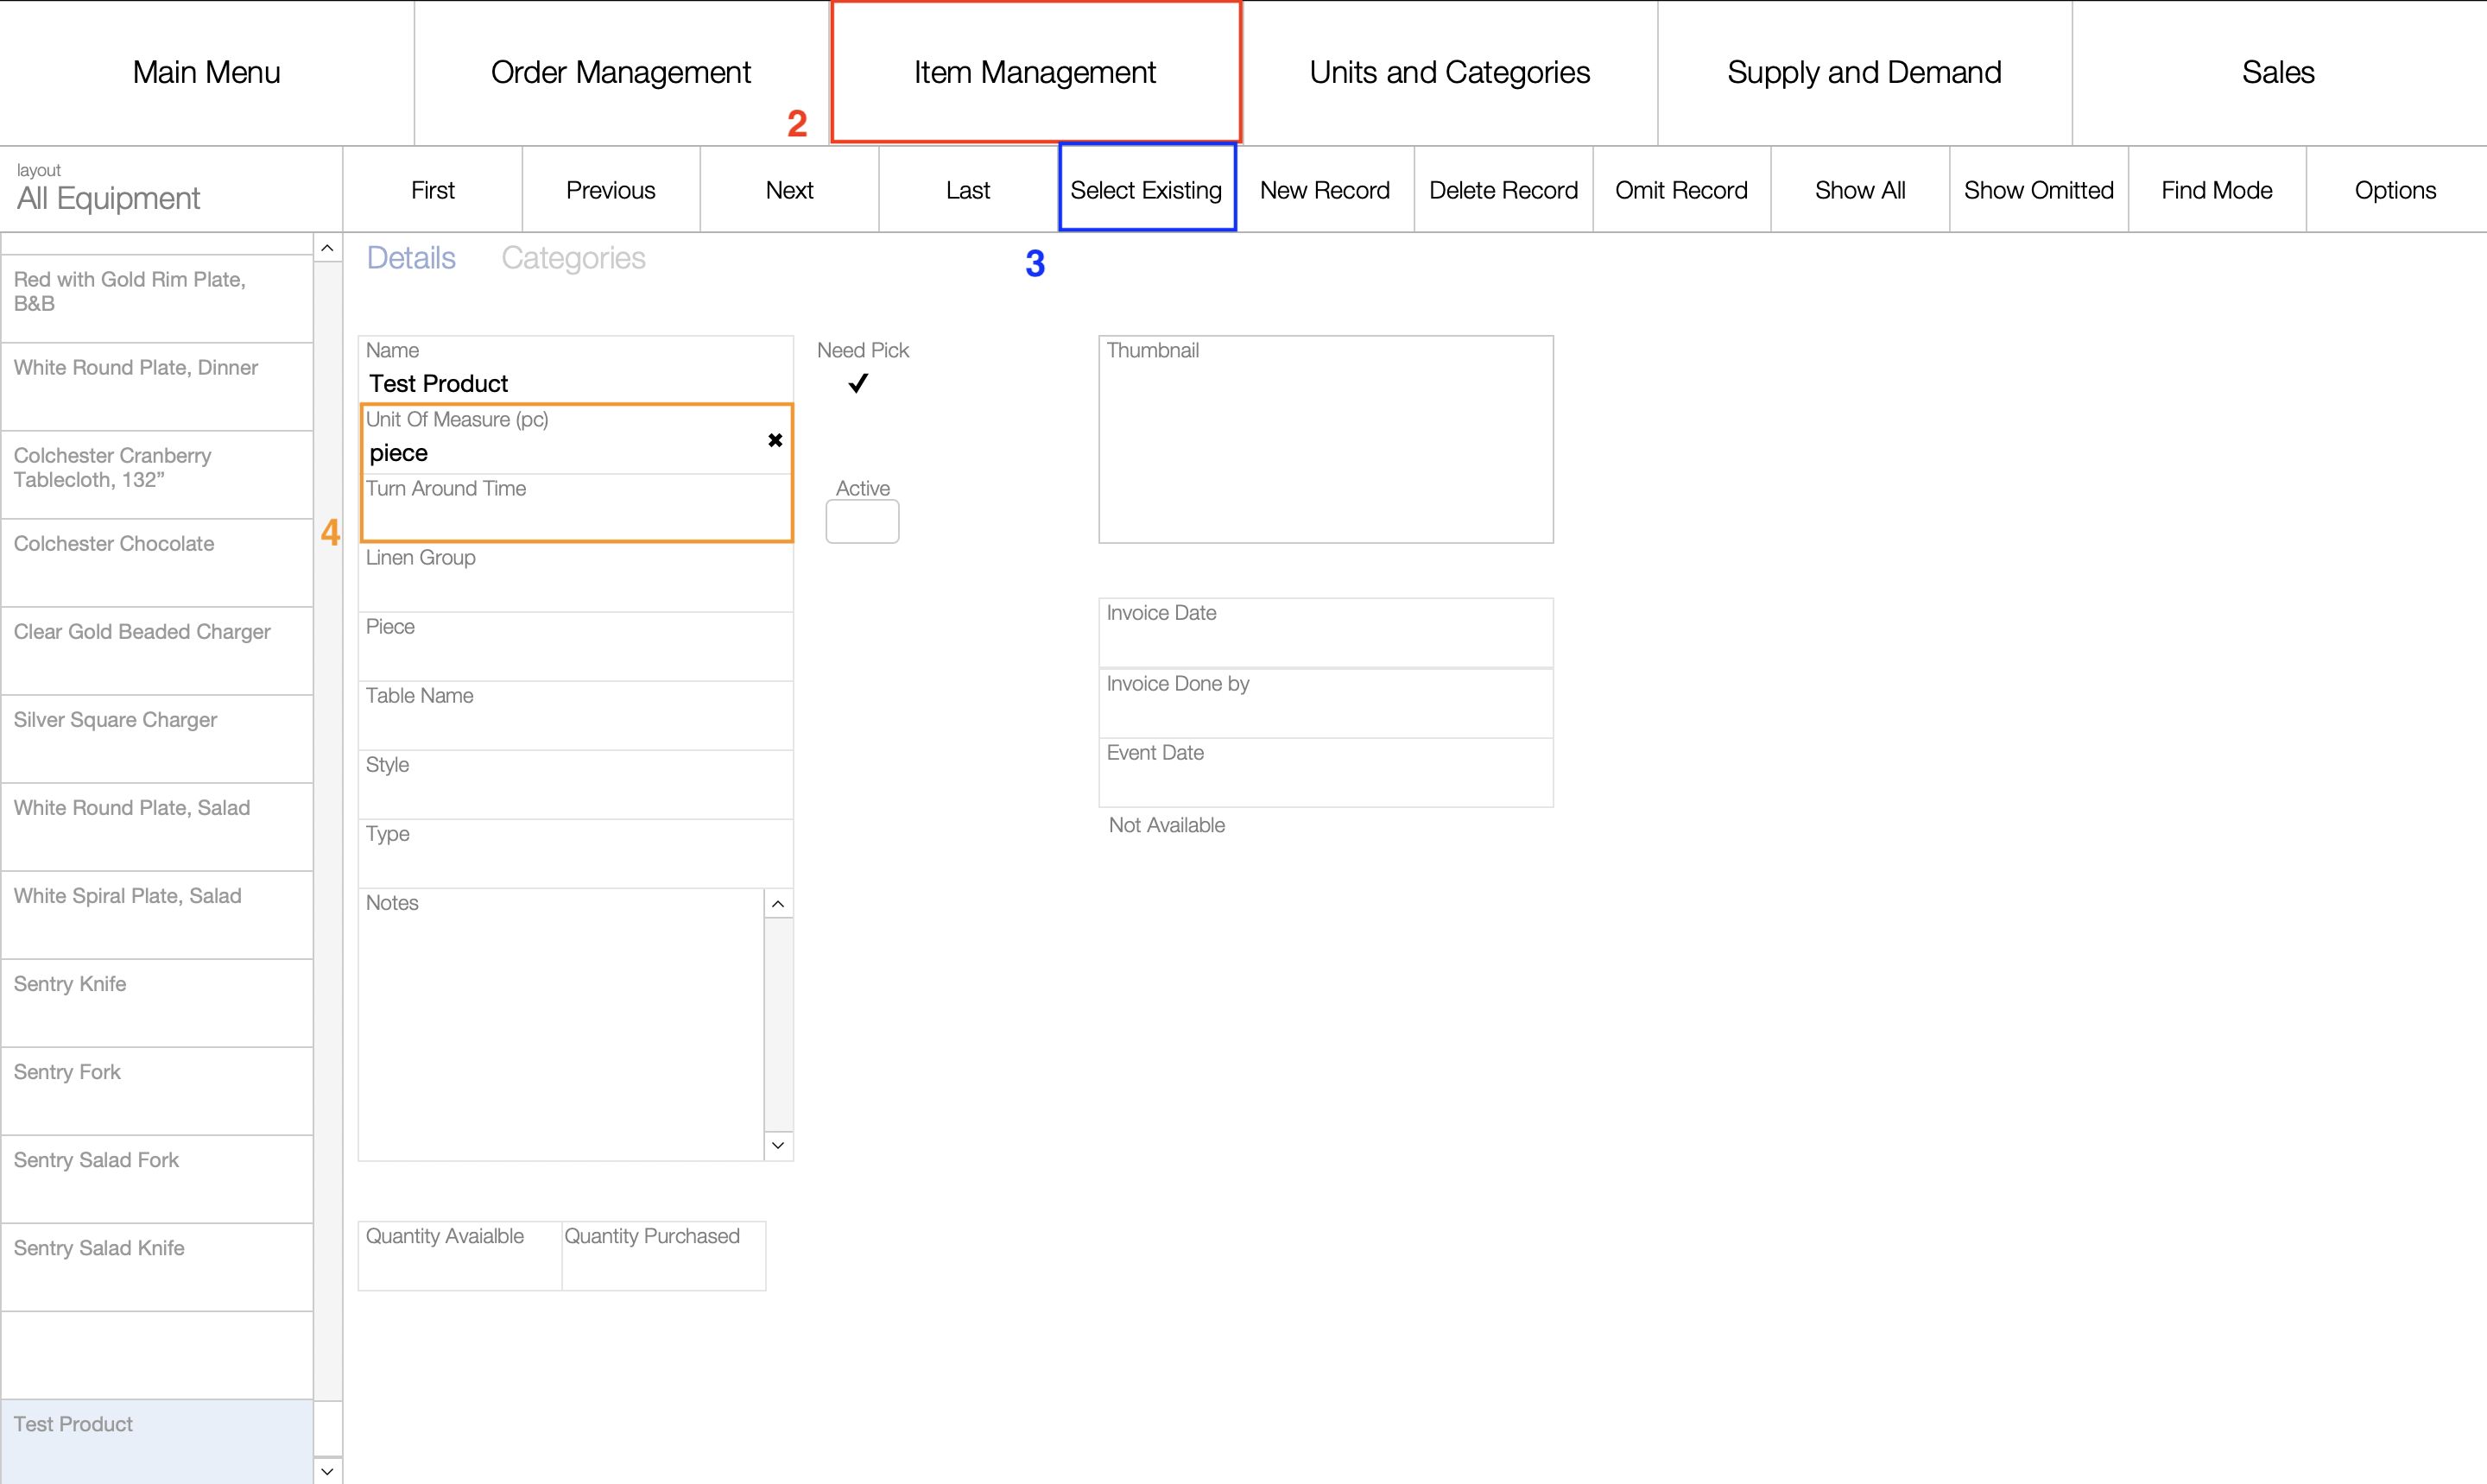 Main Menu
Order Management
Item Management
Units and Categories
Supply and Demand
Sales
2
layout
All Equipment
First
Previous
Next
Last
Select Existing
New Record
Delete Record
Omit Record
Show All
Show Omitted
Find Mode
Options
3
Red with Gold Rim Plate,
B&B
White Round Plate, Dinner
Colchester Cranberry
Tablecloth, 132”
Colchester Chocolate
Clear Gold Beaded Charger
Silver Square Charger
White Round Plate, Salad
White Spiral Plate, Salad
Sentry Knife
Sentry Fork
Sentry Salad Fork
Sentry Salad Knife
Test Product
Details
Categories
Name
Test Product
Need Pick
Unit Of Measure (pc)
piece
4
Turn Around Time
Active
Linen Group
Piece
Table Name
Style
Type
Notes
Quantity Avaialble
Quantity Purchased
Thumbnail
Invoice Date
Invoice Done by
Event Date
Not Available